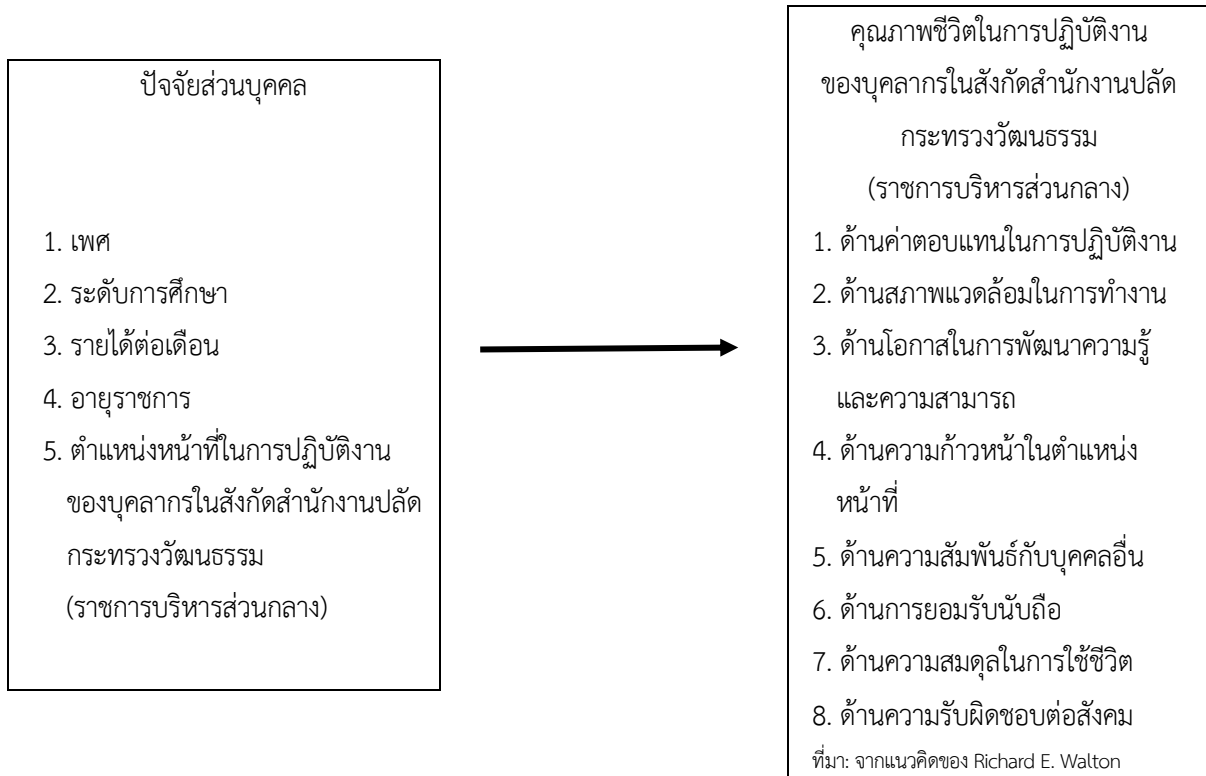 ปัจจัยส่วนบุคคล
1. เพศ
2. ระดับการศึกษา
3. รายได้ต่อเดือน
4. อายุราชการ
5. ตำแหน่งหน้าที่ในการปฏิบัติงาน
ของบุคลากรในสังกัดสำนักงานปลัด
กระทรวงวัฒนธรรม
(ราชการบริหารส่วนกลาง)
คุณภาพชีวิตในการปฏิบัติงาน
ของบุคลากรในสังกัดสำนักงานปลัด
กระทรวงวัฒนธรรม
(ราชการบริหารส่วนกลาง)
1. ด้านค่าตอบแทนในการปฏิบัติงาน
2. ด้านสภาพแวดล้อมในการทำงาน
3. ด้านโอกาสในการพัฒนาความรู้
และความสามารถ
4. ด้านความก้าวหน้าในตำแหน่ง
หน้าที่
5. ด้านความสัมพันธ์กับบุคคลอื่น
6. ด้านการยอมรับนับถือ
7. ด้านความสมดุลในการใช้ชีวิต
8. ด้านความรับผิดชอบต่อสังคม
ที่มา: จากแนวคิดของ Richard E. Walton